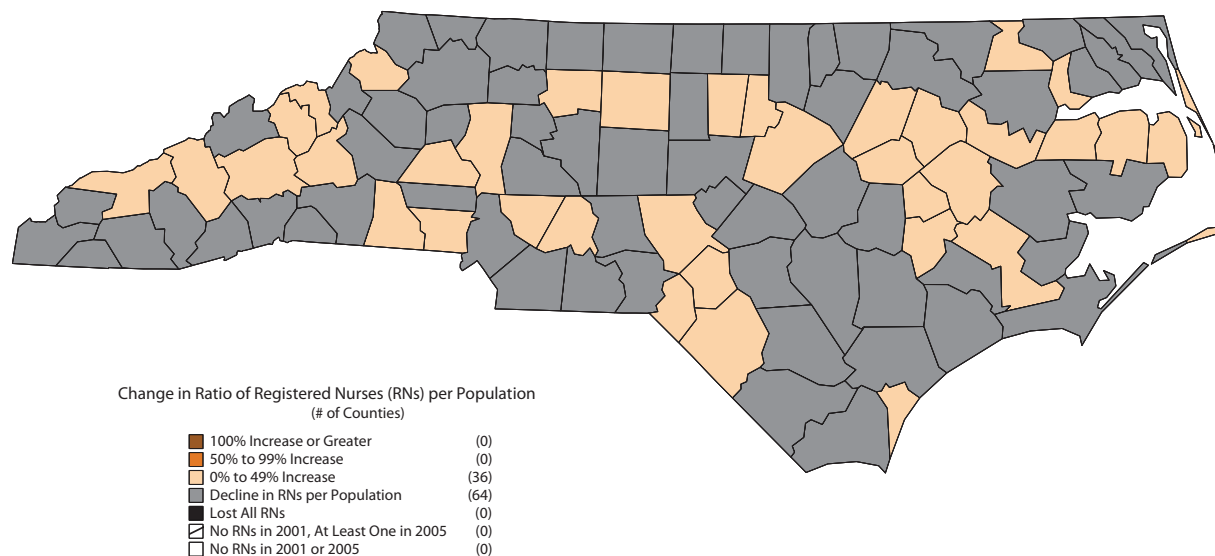 Change in Ratio of Registered Nurses (RNs) per Population
(# of Counties)
100% Increase or Greater (0)
50% to 99% Increase (0)
0% to 49% Increase (36)
Decline in RNs per Population (64)
Lost All RNs (0)
No RNs in 2001, At Least One in 2005 (0)
No RNs in 2001 or 2005 (0)